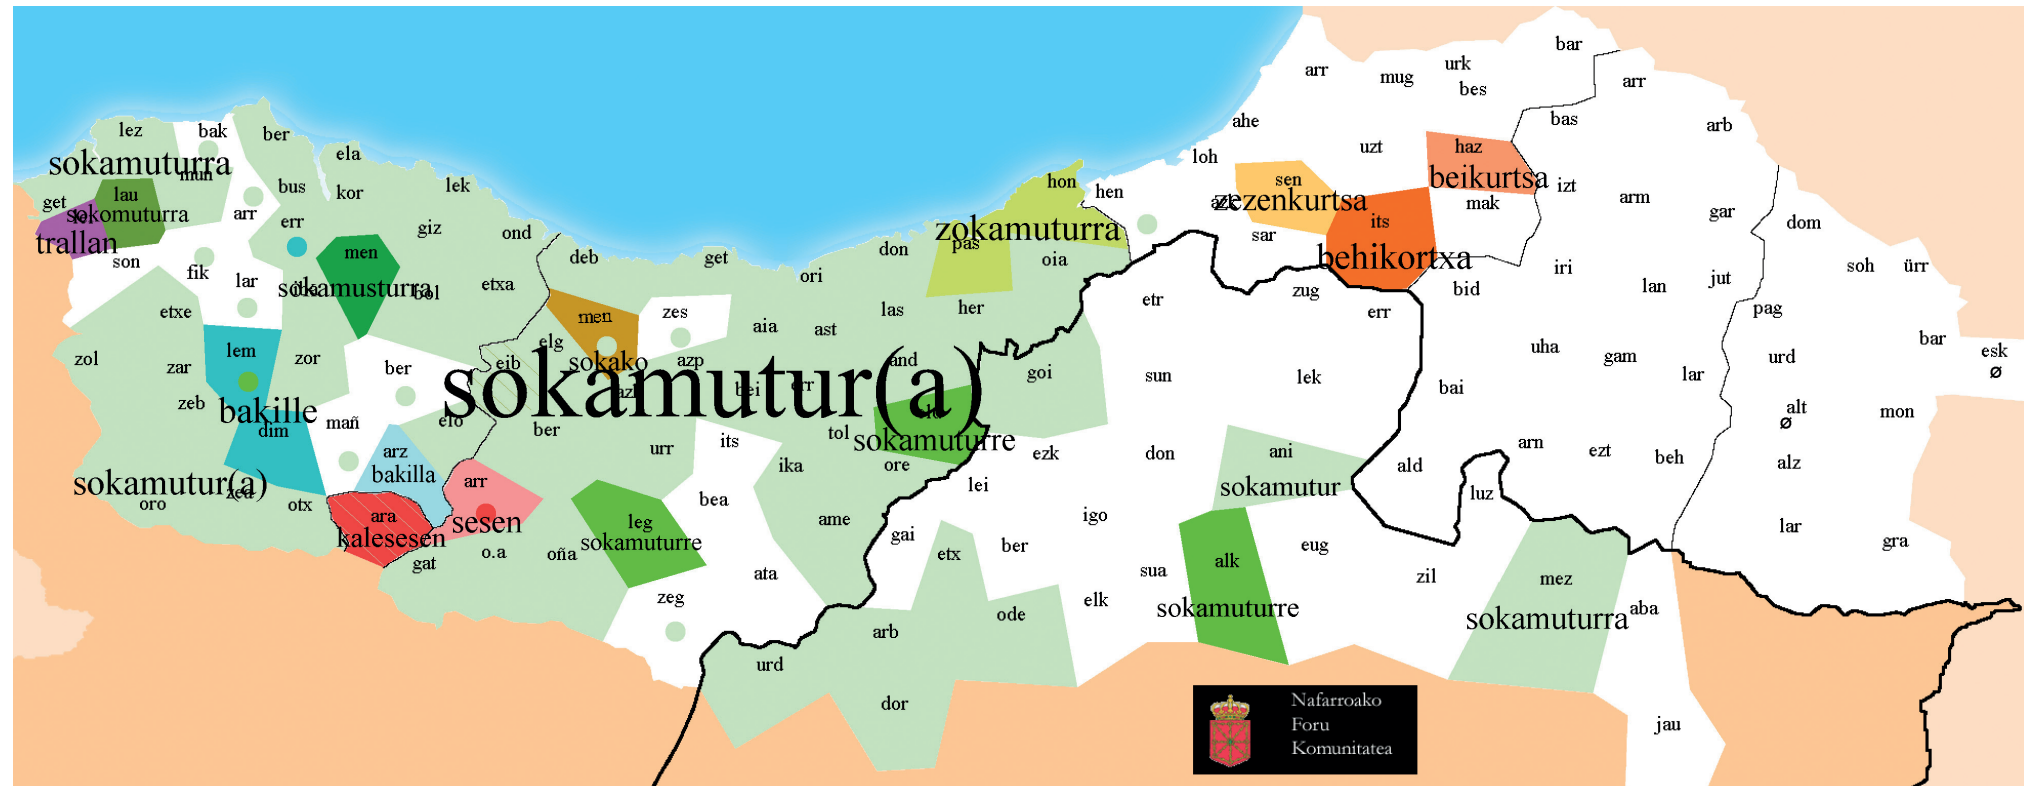 bar
urk
arr
mug
bes
arr
lez
bak
ber
ahe
bas
arb
ela
uzt
haz
loh
sokamuturra
mun
bus
kor
lek
hon
hen
sen
beikurtsa
izt
get
lau
arm
sokomuturra
arr
err
giz
ond
zezenkurtsa
mak
its
gar
dom
trallan
men
don
pas
zokamuturra
sar
son
fik
deb
get
oia
behikortxa
iri
soh
ürr
lar
sokamusturra
bol
etxa
ori
zug
bid
lan
jut
etxe
men
zes
aia
ast
las
her
etr
err
pag
zol
zar
lem
zor
ber
eib
elg
sokako
azp
and
goi
sun
lek
uha
gam
urd
bar
esk
ø
zeb
bakille
dim
mañ
sokamutur(a)
bei
err
bai
lar
alt
ø
mon
elo
ber
urr
its
tol
sokamuturre
ezk
don
ani
arn
ezt
beh
arz
bakilla
arr
ika
ore
ald
alz
sokamutur(a)
zed
oro
otx
ara
kalesesen
sesen
leg
sokamuturre
bea
ame
lei
igo
sokamutur
luz
lar
gat
o.a
oña
ata
gai
etx
ber
sua
alk
eug
zil
mez
gra
zeg
arb
ode
elk
sokamuturre
sokamuturra
aba
urd
dor
jau
Nafarroako
Foru
Komunitatea